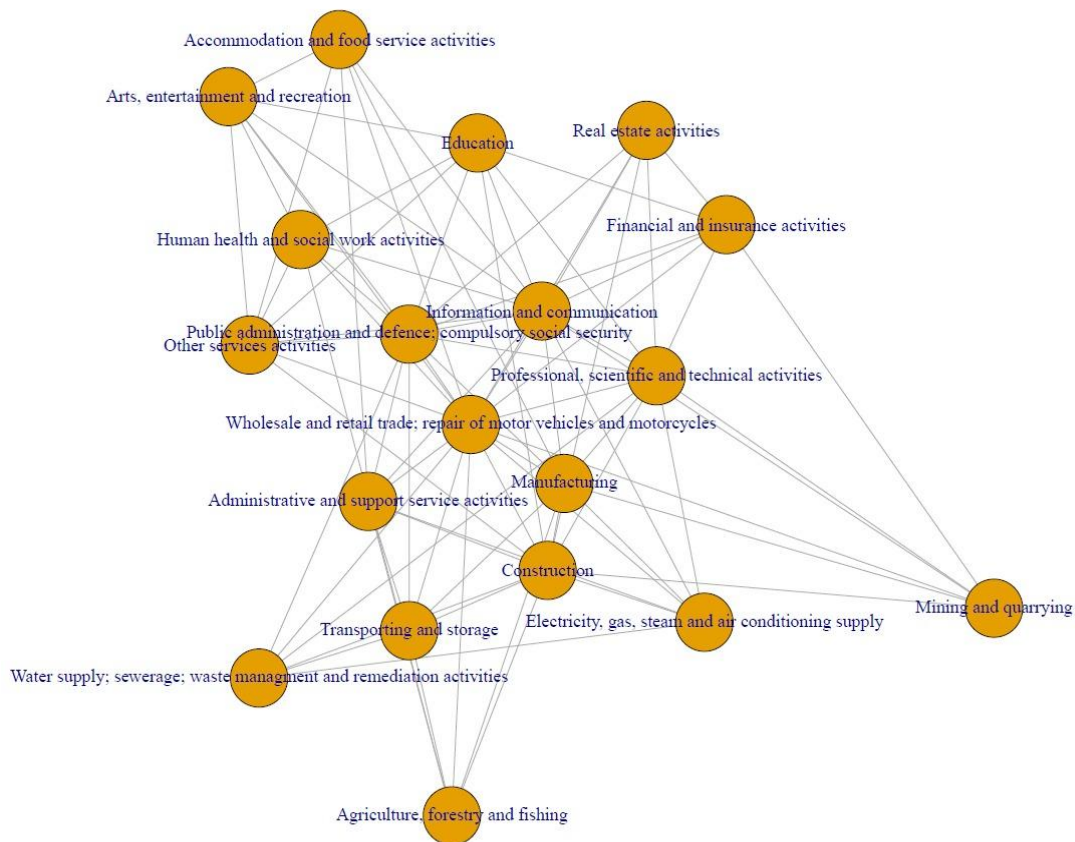 Accommodation and food service activities
Arts, entertainment and recreation
Real estate activities
Education
Financial and insurance activities
Human health and social work activities
Information and communication
Public administration and defence; compulsory social security
Other services activities
Professional, scientific and technical activities
Wholesale and retail trade; repair of motor vehicles and motorcycles
Manufacturing
Administrative and support service activities
Construction
Mining and quarrying
Electricity, gas, steam and air conditioning supply
Transporting and storage
Water supply; sewerage; waste managment and remediation activities
Agriculture, forestry and fishing